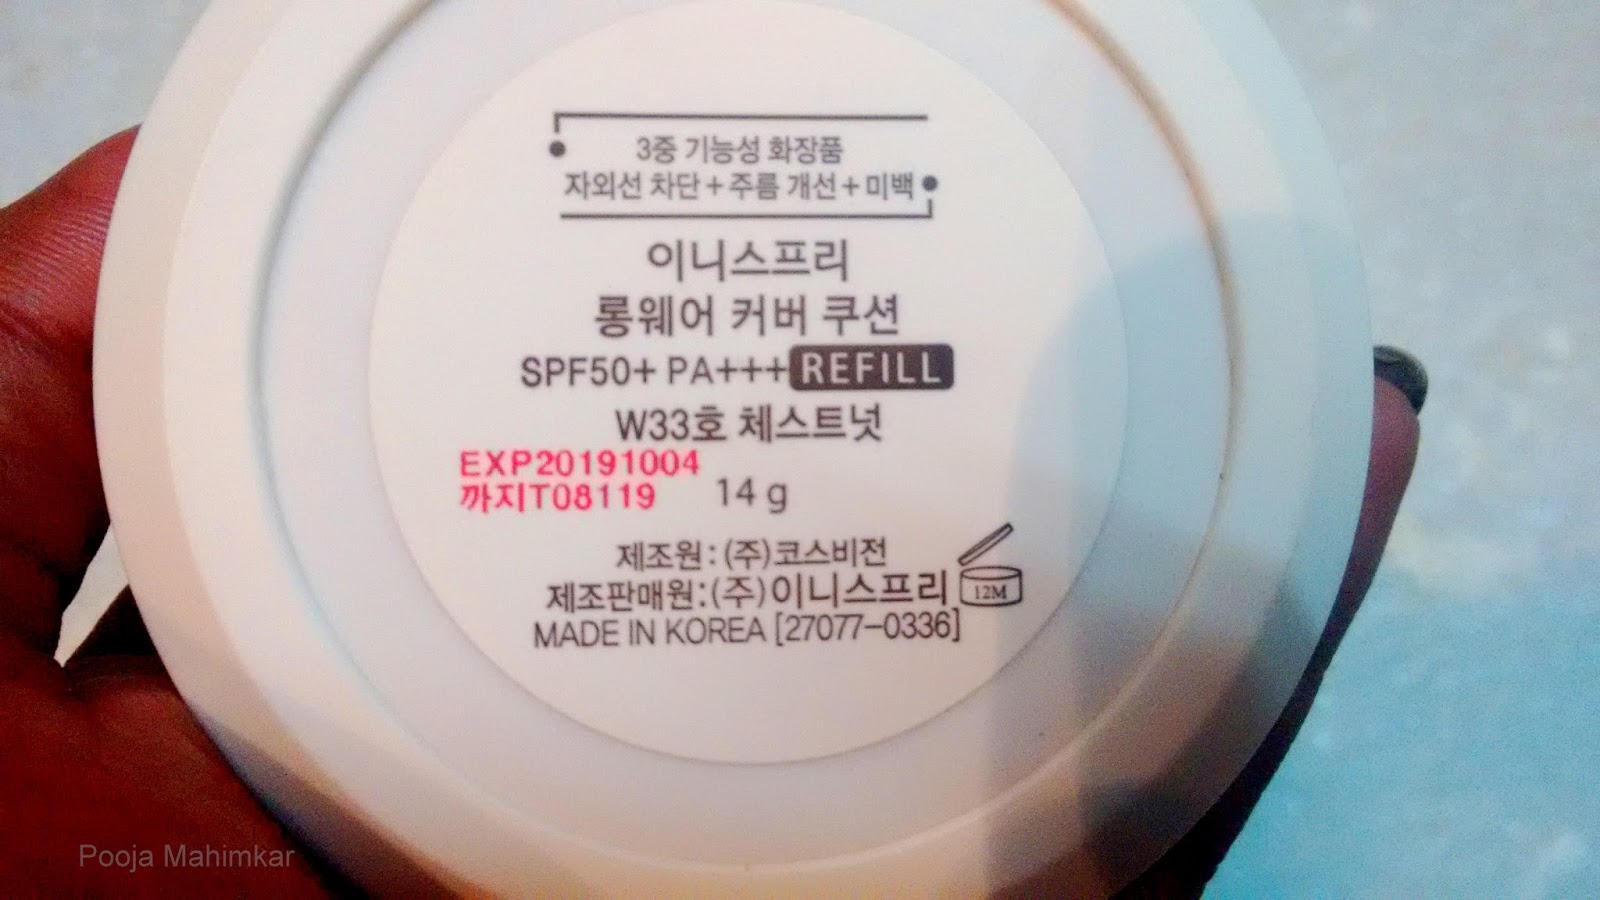 3중 기능성 화장품
자외선 차단+주름 개선+미백
이니스프리
롱웨어 커버 쿠션
SPF50+ PA+++ REFILL
W33호 체스트넛
EXP20191004
까지T08119
14 g
제조원:(주)코스비전
제조판매원:(주)이니스프리
12M
MADE IN KOREA [27077-0336]
Pooja Mahimkar